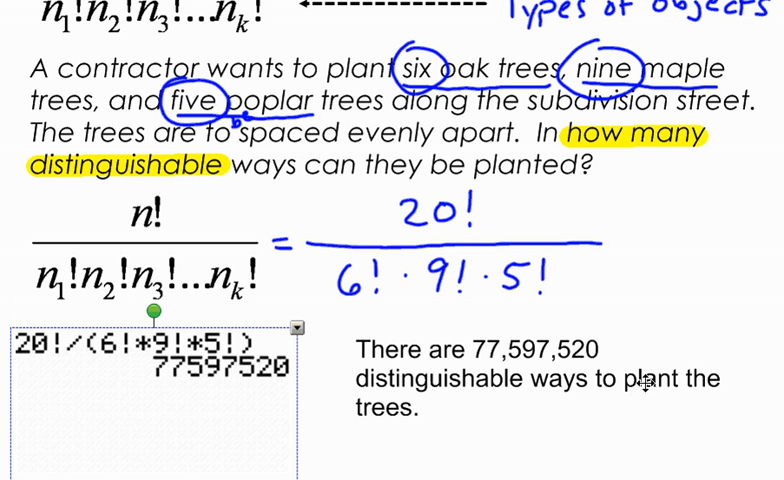 n₁!n₂!n₃!...nₖ! Types of objects
A contractor wants to plant six oak trees, nine maple
trees, and five poplar trees along the subdivision street.
be
The trees are to spaced evenly apart. In how many
distinguishable ways can they be planted?
n! = 20!
n₁!n₂!n₃!...nₖ! 6! · 9! · 5!
20!/(6!*9!*5!)
77597520
There are 77,597,520
distinguishable ways to plant the
trees.